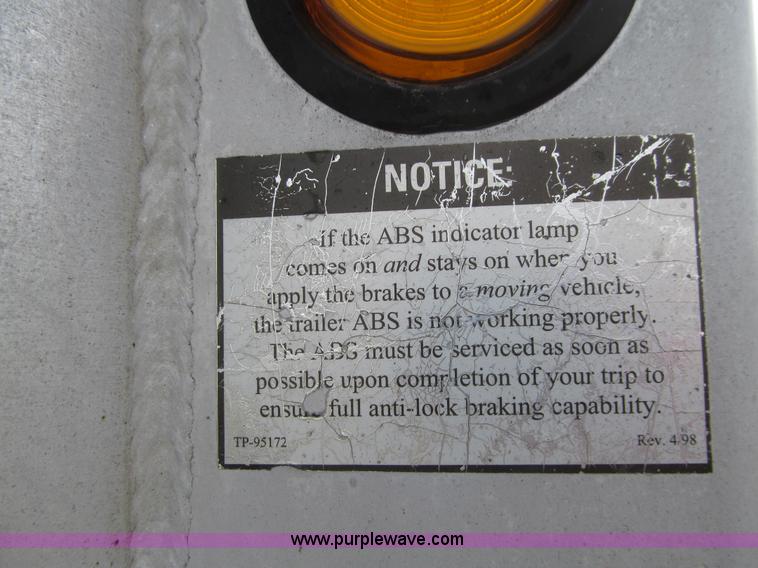 NOTICE:
if the ABS indicator lamp
comes on and stays on when you
apply the brakes to a moving vehicle,
the trailer ABS is not working properly.
The ABS must be serviced as soon as
possible upon completion of your trip to
ensure full anti-lock braking capability.
TP-95172 Rev. 4/98
www.purplewave.com